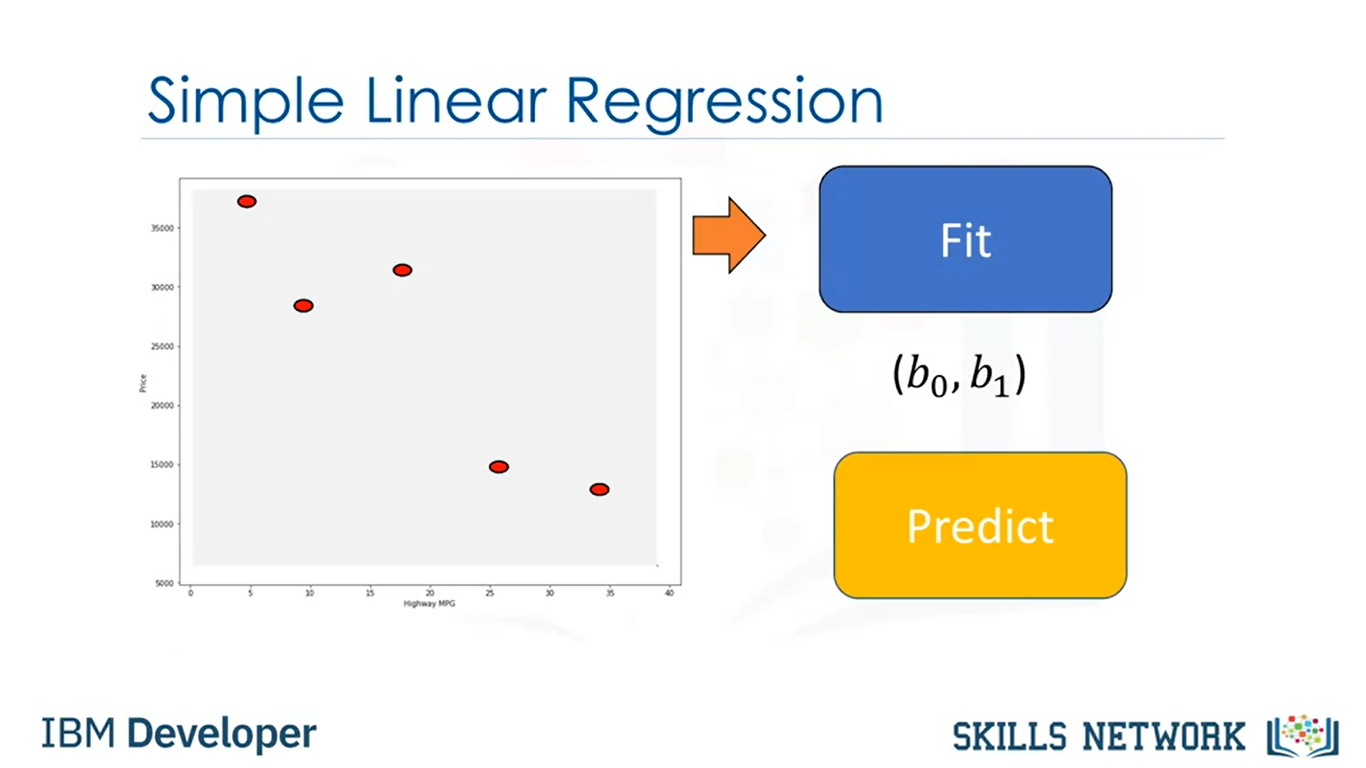 Simple Linear Regression
35000
30000
25000
20000
15000
10000
5000
Price
0 5 10 15 20 25 30 35 40
Highway MPG
Fit
(b₀, b₁)
Predict
IBM Developer
SKILLS NETWORK